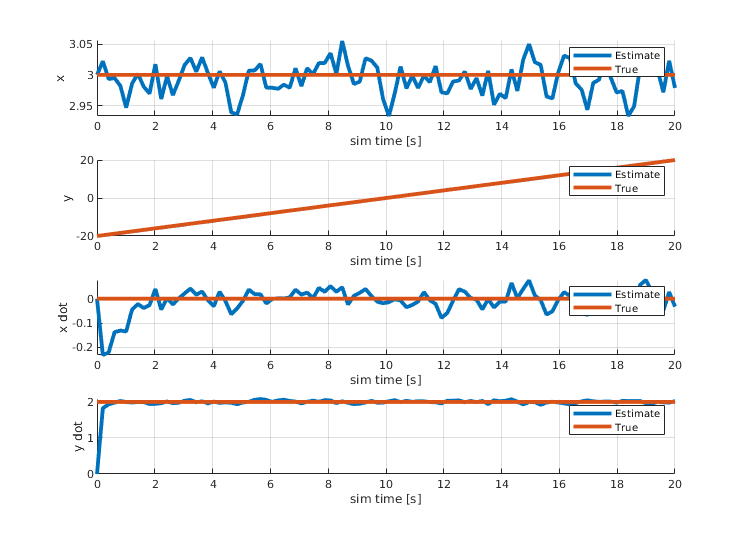 3.05
3
2.95
x
Estimate
True
0 2 4 6 8 10 12 14 16 18 20
sim time [s]
20
0
-20
y
Estimate
True
0 2 4 6 8 10 12 14 16 18 20
sim time [s]
0
-0.1
-0.2
x dot
Estimate
True
0 2 4 6 8 10 12 14 16 18 20
sim time [s]
2
1
0
y dot
Estimate
True
0 2 4 6 8 10 12 14 16 18 20
sim time [s]